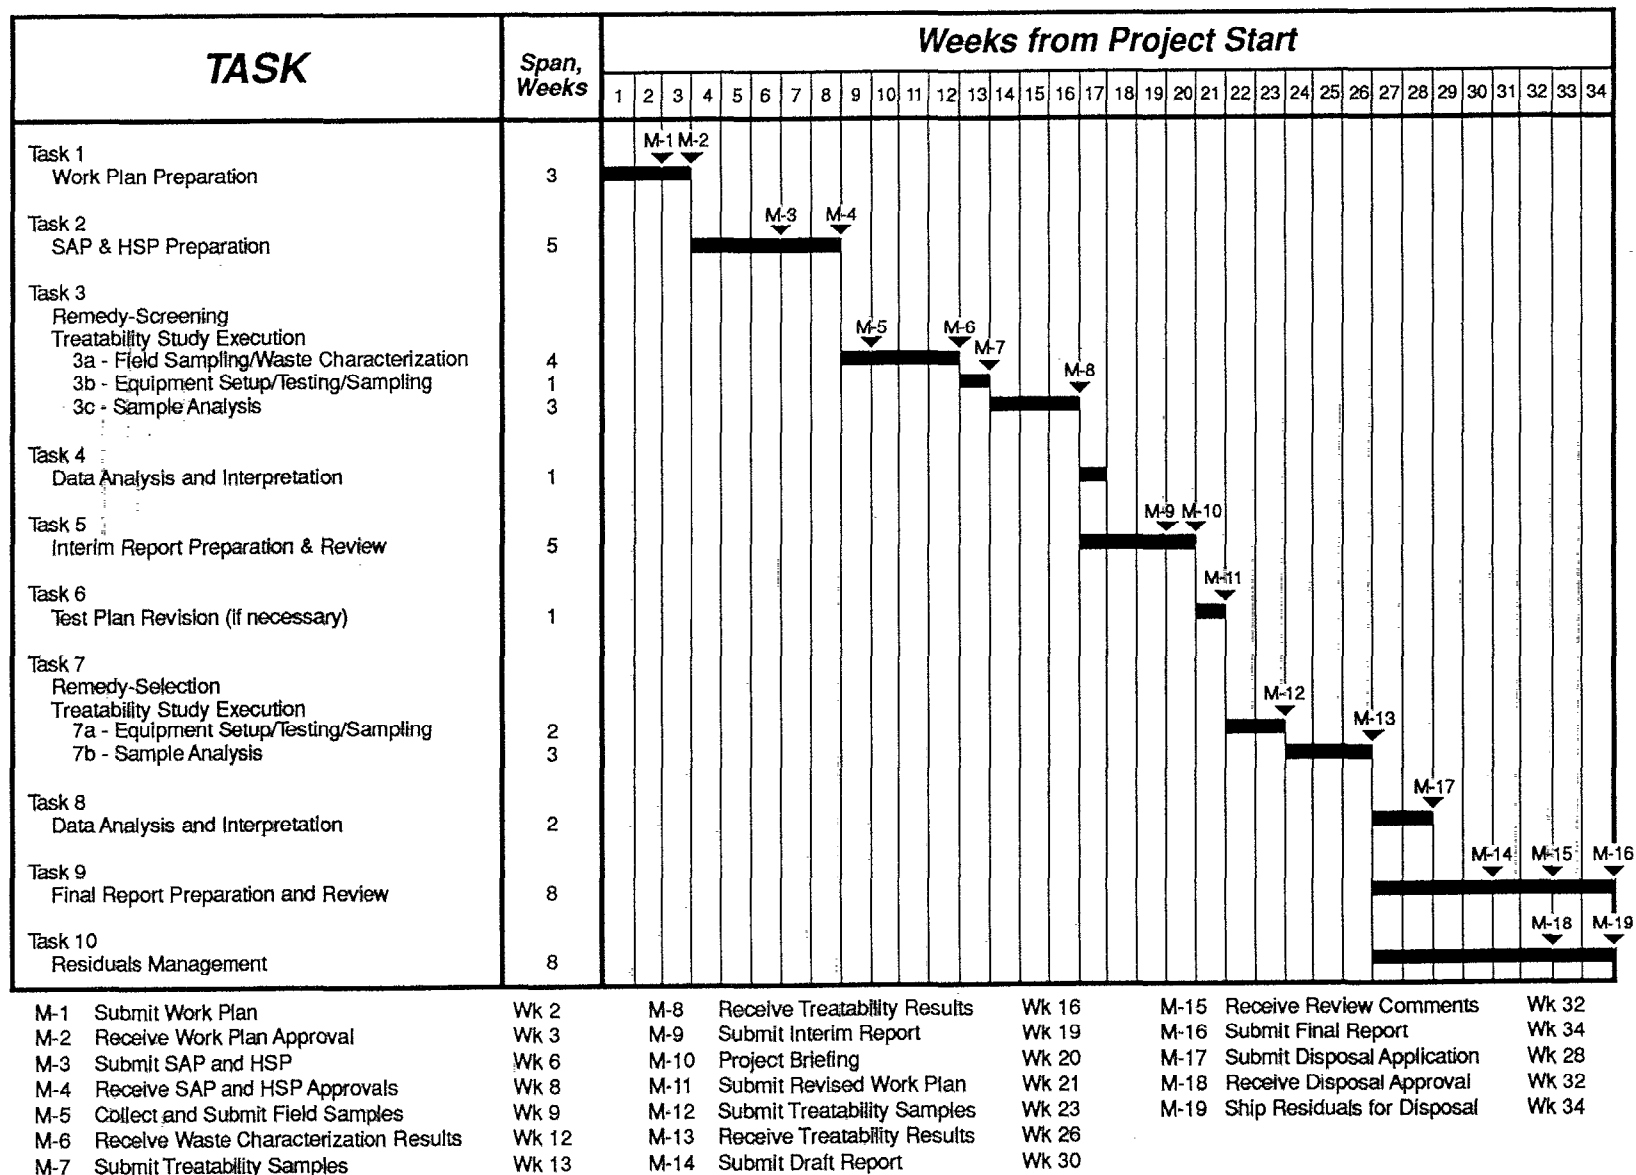 TASK
Span, Weeks
Weeks from Project Start
1 2 3 4 5 6 7 8 9 10 11 12 13 14 15 16 17 18 19 20 21 22 23 24 25 26 27 28 29 30 31 32 33 34
M-1 M-2
Task 1
Work Plan Preparation 3
M-3 M-4
Task 2
SAP & HSP Preparation 5
Task 3
Remedy-Screening
Treatability Study Execution
M-5 M-6
M-7
3a - Field Sampling/Waste Characterization 4
M-8
3b - Equipment Setup/Testing/Sampling 1
3c - Sample Analysis 3
Task 4
Data Analysis and Interpretation 1
M-9 M-10
Task 5
Interim Report Preparation & Review 5
M-11
Task 6
Test Plan Revision (if necessary) 1
Task 7
Remedy-Selection
M-12
Treatability Study Execution
M-13
7a - Equipment Setup/Testing/Sampling 2
7b - Sample Analysis 3
M-17
Task 8
Data Analysis and Interpretation 2
M-14 M-15 M-16
Task 9
Final Report Preparation and Review 8
M-18 M-19
Task 10
Residuals Management 8
M-1 Submit Work Plan Wk 2
M-2 Receive Work Plan Approval Wk 3
M-3 Submit SAP and HSP Wk 6
M-4 Receive SAP and HSP Approvals Wk 8
M-5 Collect and Submit Field Samples Wk 9
M-6 Receive Waste Characterization Results Wk 12
M-7 Submit Treatability Samples Wk 13
M-8 Receive Treatability Results Wk 16
M-9 Submit Interim Report Wk 19
M-10 Project Briefing Wk 20
M-11 Submit Revised Work Plan Wk 21
M-12 Submit Treatability Samples Wk 23
M-13 Receive Treatability Results Wk 26
M-14 Submit Draft Report Wk 30
M-15 Receive Review Comments Wk 32
M-16 Submit Final Report Wk 34
M-17 Submit Disposal Application Wk 28
M-18 Receive Disposal Approval Wk 32
M-19 Ship Residuals for Disposal Wk 34